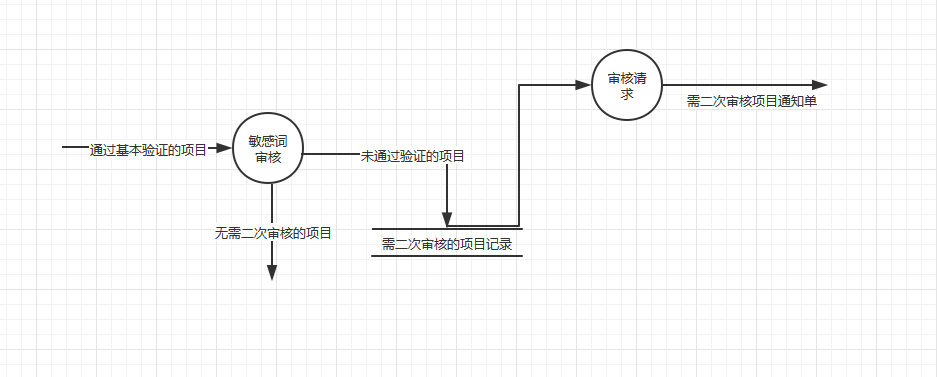 审核请
求
需二次审核项目通知单
敏感词
审核
通过基本验证的项目
未通过验证的项目
无需二次审核的项目
需二次审核的项目记录